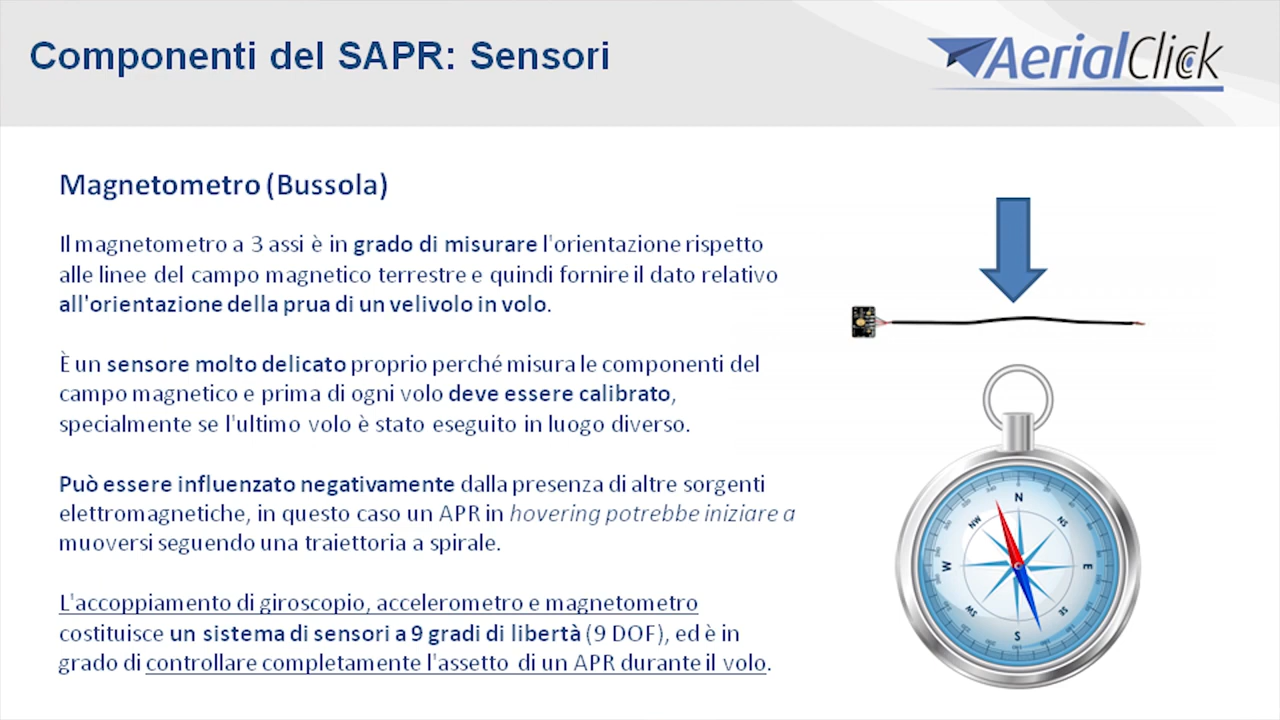 Componenti del SAPR: Sensori
AerialClick
Magnetometro (Bussola)
Il magnetometro a 3 assi è in grado di misurare l'orientazione rispetto
alle linee del campo magnetico terrestre e quindi fornire il dato relativo
all'orientazione della prua di un velivolo in volo.
È un sensore molto delicato proprio perché misura le componenti del
campo magnetico e prima di ogni volo deve essere calibrato,
specialmente se l'ultimo volo è stato eseguito in luogo diverso.
Può essere influenzato negativamente dalla presenza di altre sorgenti
elettromagnetiche, in questo caso un APR in hovering potrebbe iniziare a
muoversi seguendo una traiettoria a spirale.
L'accoppiamento di giroscopio, accelerometro e magnetometro
costituisce un sistema di sensori a 9 gradi di libertà (9 DOF), ed è in
grado di controllare completamente l'assetto di un APR durante il volo.
N
NW
NS
W
E
SW
SE
S